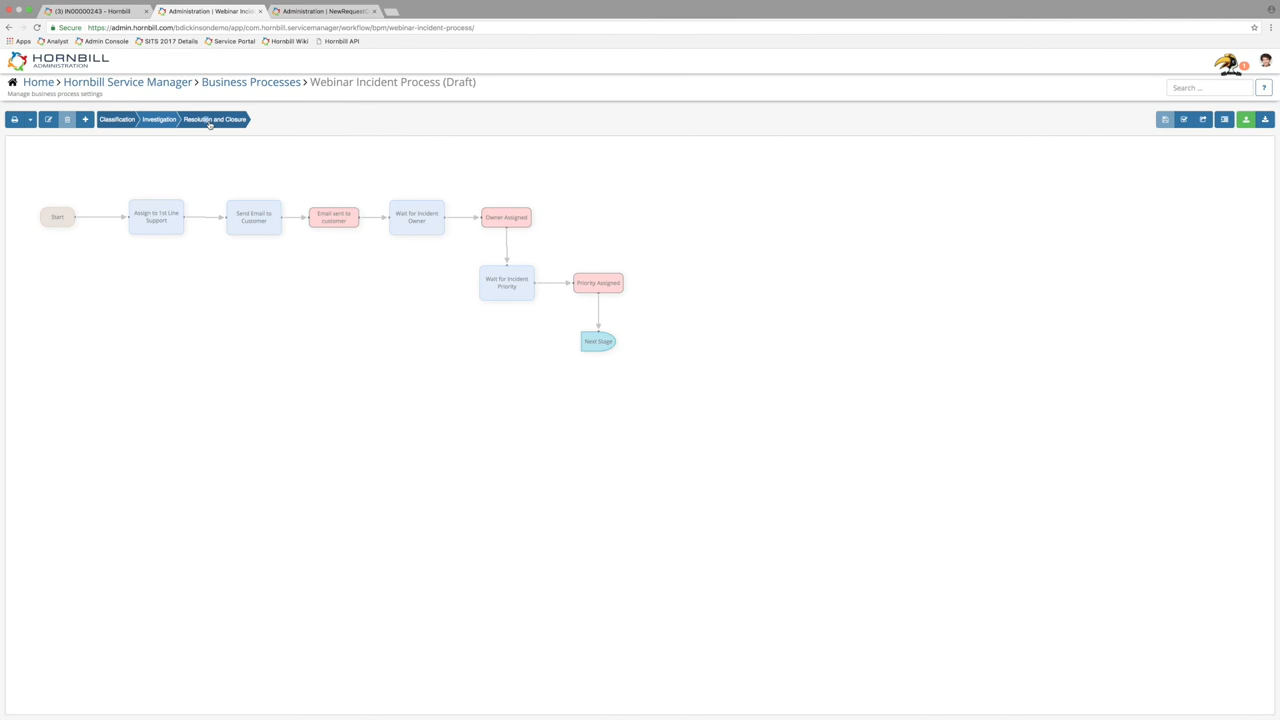 (3) IN00000243 - Hornbill
Administration | Webinar Incid
Administration | NewRequest
Secure
https://admin.hornbill.com/bdickinsondemo/app/com.hornbill.servicemanager/workflow/bpm/webinar-incident-process/
Apps
Analyst
Admin Console
SITS 2017 Details
Service Portal
Hornbill Wiki
Hornbill API
HORNBILL
ADMINISTRATION
1
Home > Hornbill Service Manager > Business Processes > Webinar Incident Process (Draft)
Manage business process settings
Search ...
?
Classification
Investigation
Resolution and Closure
Start
Assign to 1st Line
Support
Send Email to
Customer
Email sent to
customer
Wait for Incident
Owner
Owner Assigned
Wait for Incident
Priority
Priority Assigned
Next Stage